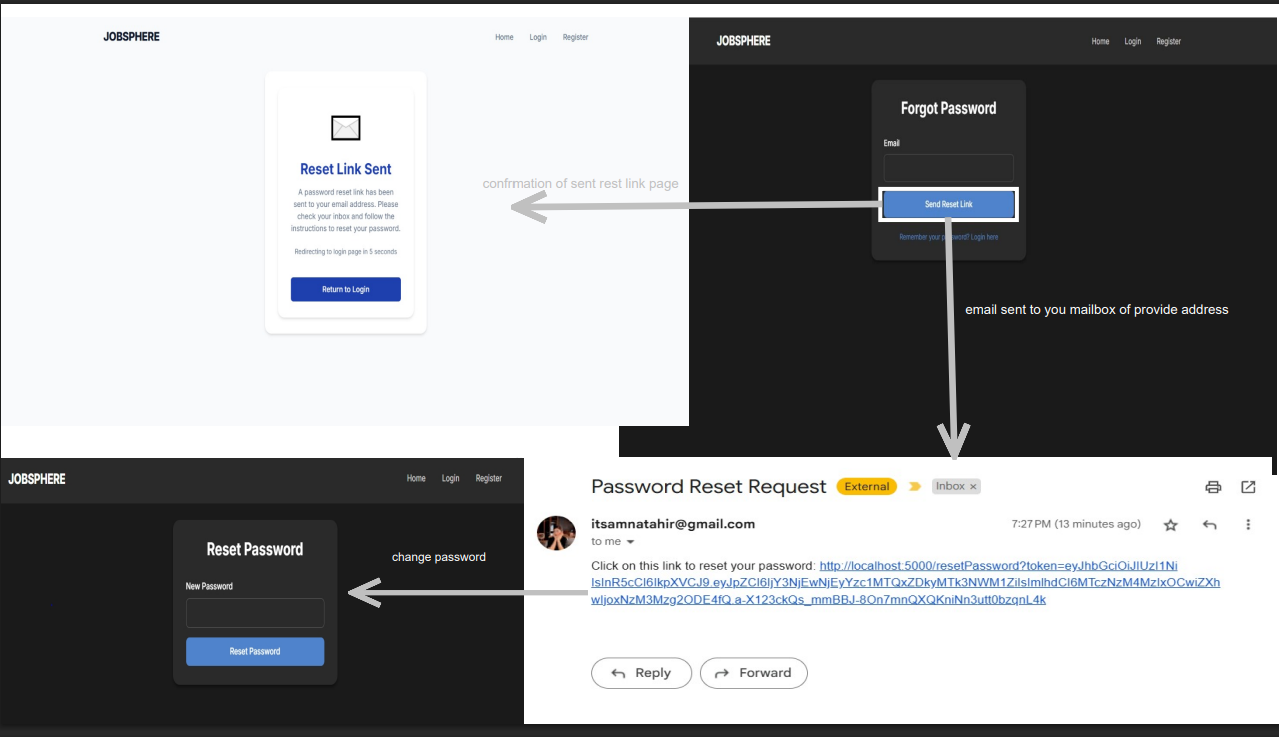 JOBSPHERE
Home Login Register
Reset Link Sent
A password reset link has been
sent to your email address. Please
check your inbox and follow the
instructions to reset your password.
Redirecting to login page in 5 seconds
Return to Login
confrmation of sent rest link page
JOBSPHERE
Home Login Register
Forgot Password
Email
Send Reset Link
Remember your password? Login here
email sent to you mailbox of provide address
JOBSPHERE
Home Login Register
Reset Password
New Password
Reset Password
change password
Password Reset Request External Inbox ×
itsamnatahir@gmail.com 7:27 PM (13 minutes ago)
to me
Click on this link to reset your password: http://localhost:5000/resetPassword?token=eyJhbGciOiJIUzI1Ni
IsInR5cCI6IkpXVCJ9.eyJpZCI6IjY3NjEwNjEyYzc1MTQxZDkyMTk3NWM1ZiIsImlhdCI6MTczNzM4MzIxOCwiZXh
wIjoxNzM3Mzg2ODE4fQ.a-X123ckQs_mmBBJ-8On7mnQXQKniNn3utt0bzqnL4k
Reply Forward